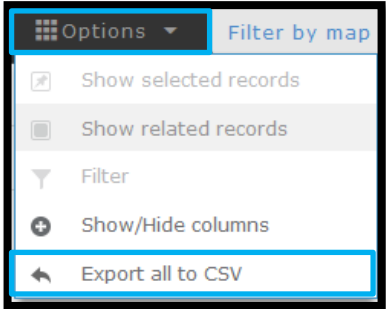 Options Filter by map
Show selected records
Show related records
Filter
Show/Hide columns
Export all to CSV